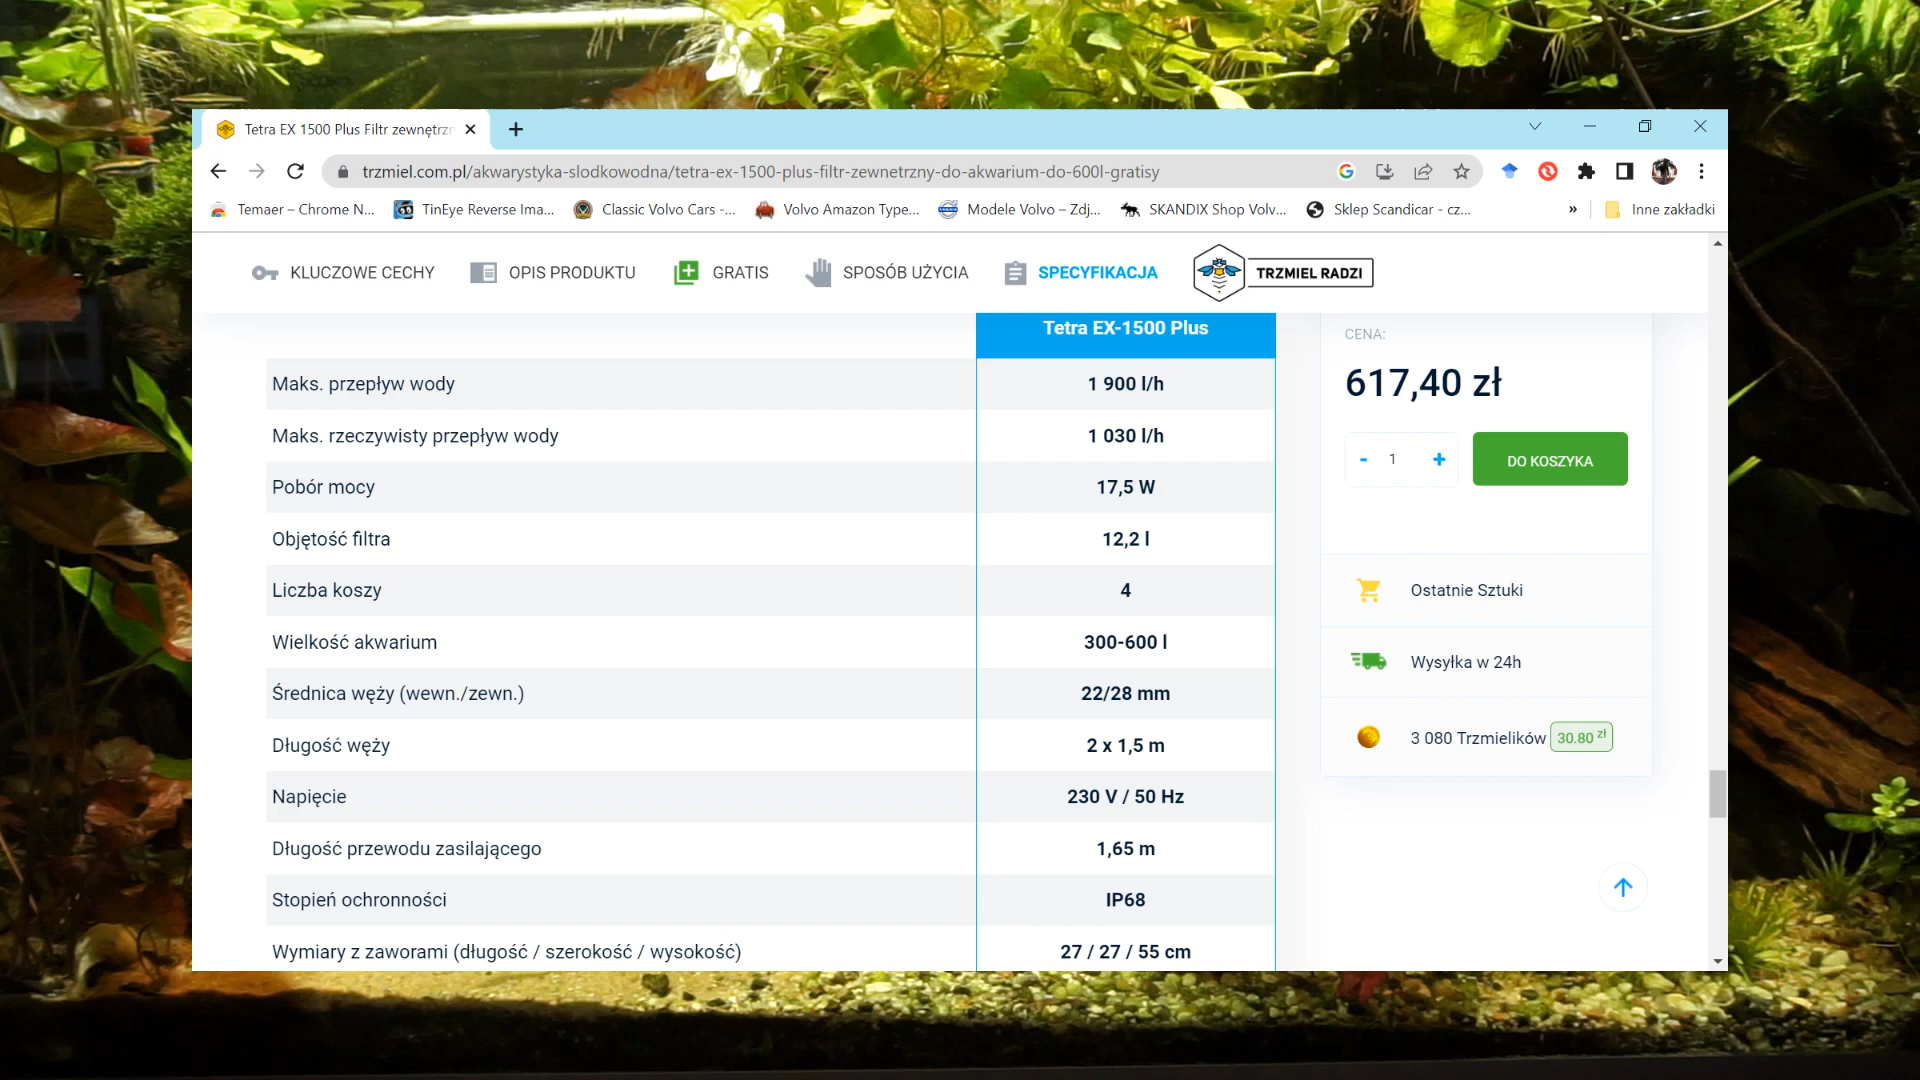 Tetra EX 1500 Plus Filtr zewnętrzn
trzmiel.com.pl/akwarystyka-slodkowodna/tetra-ex-1500-plus-filtr-zewnetrzny-do-akwarium-do-600l-gratisy
Temaer – Chrome N... TinEye Reverse Ima... Classic Volvo Cars -... Volvo Amazon Type... Modele Volvo – Zdj... SKANDIX Shop Volv... Sklep Scandicar - cz... » Inne zakładki
KLUCZOWE CECHY OPIS PRODUKTU GRATIS SPOSÓB UŻYCIA SPECYFIKACJA TRZMIEL RADZI
Tetra EX-1500 Plus
Maks. przepływ wody 1 900 l/h
Maks. rzeczywisty przepływ wody 1 030 l/h
Pobór mocy 17,5 W
Objętość filtra 12,2 l
Liczba koszy 4
Wielkość akwarium 300-600 l
Średnica węży (wewn./zewn.) 22/28 mm
Długość węży 2 x 1,5 m
Napięcie 230 V / 50 Hz
Długość przewodu zasilającego 1,65 m
Stopień ochronności IP68
Wymiary z zaworami (długość / szerokość / wysokość) 27 / 27 / 55 cm
CENA:
617,40 zł
- 1 + DO KOSZYKA
Ostatnie Sztuki
Wysyłka w 24h
3 080 Trzmielików 30.80 zł